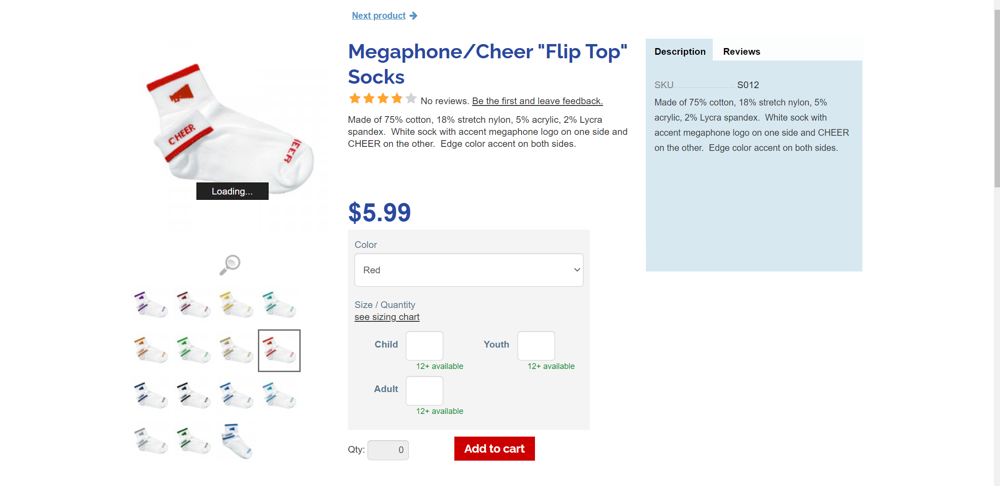 Next product
Megaphone/Cheer "Flip Top"
Socks
No reviews. Be the first and leave feedback.
Made of 75% cotton, 18% stretch nylon, 5% acrylic, 2% Lycra
spandex.  White sock with accent megaphone logo on one side and
CHEER on the other.  Edge color accent on both sides.
CHEER
HEER
Loading...
$5.99
Color
Red
Size / Quantity
see sizing chart
Child
Youth
12+ available
12+ available
Adult
12+ available
Qty:
0
Add to cart
Description
Reviews
SKU
S012
Made of 75% cotton, 18% stretch nylon, 5%
acrylic, 2% Lycra spandex.  White sock with
accent megaphone logo on one side and CHEER
on the other.  Edge color accent on both sides.